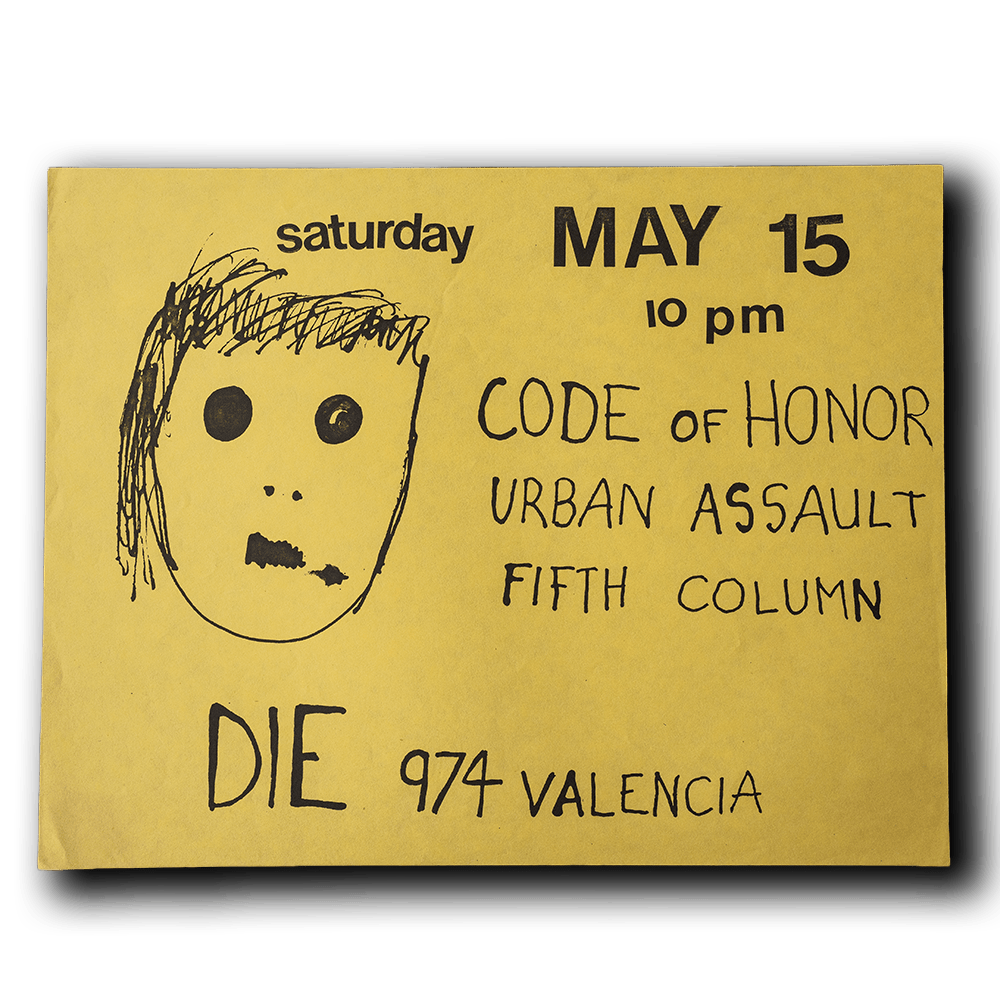 saturday MAY 15
10 pm
CODE OF HONOR
URBAN ASSAULT
FIFTH COLUMN
DIE 974 VALENCIA